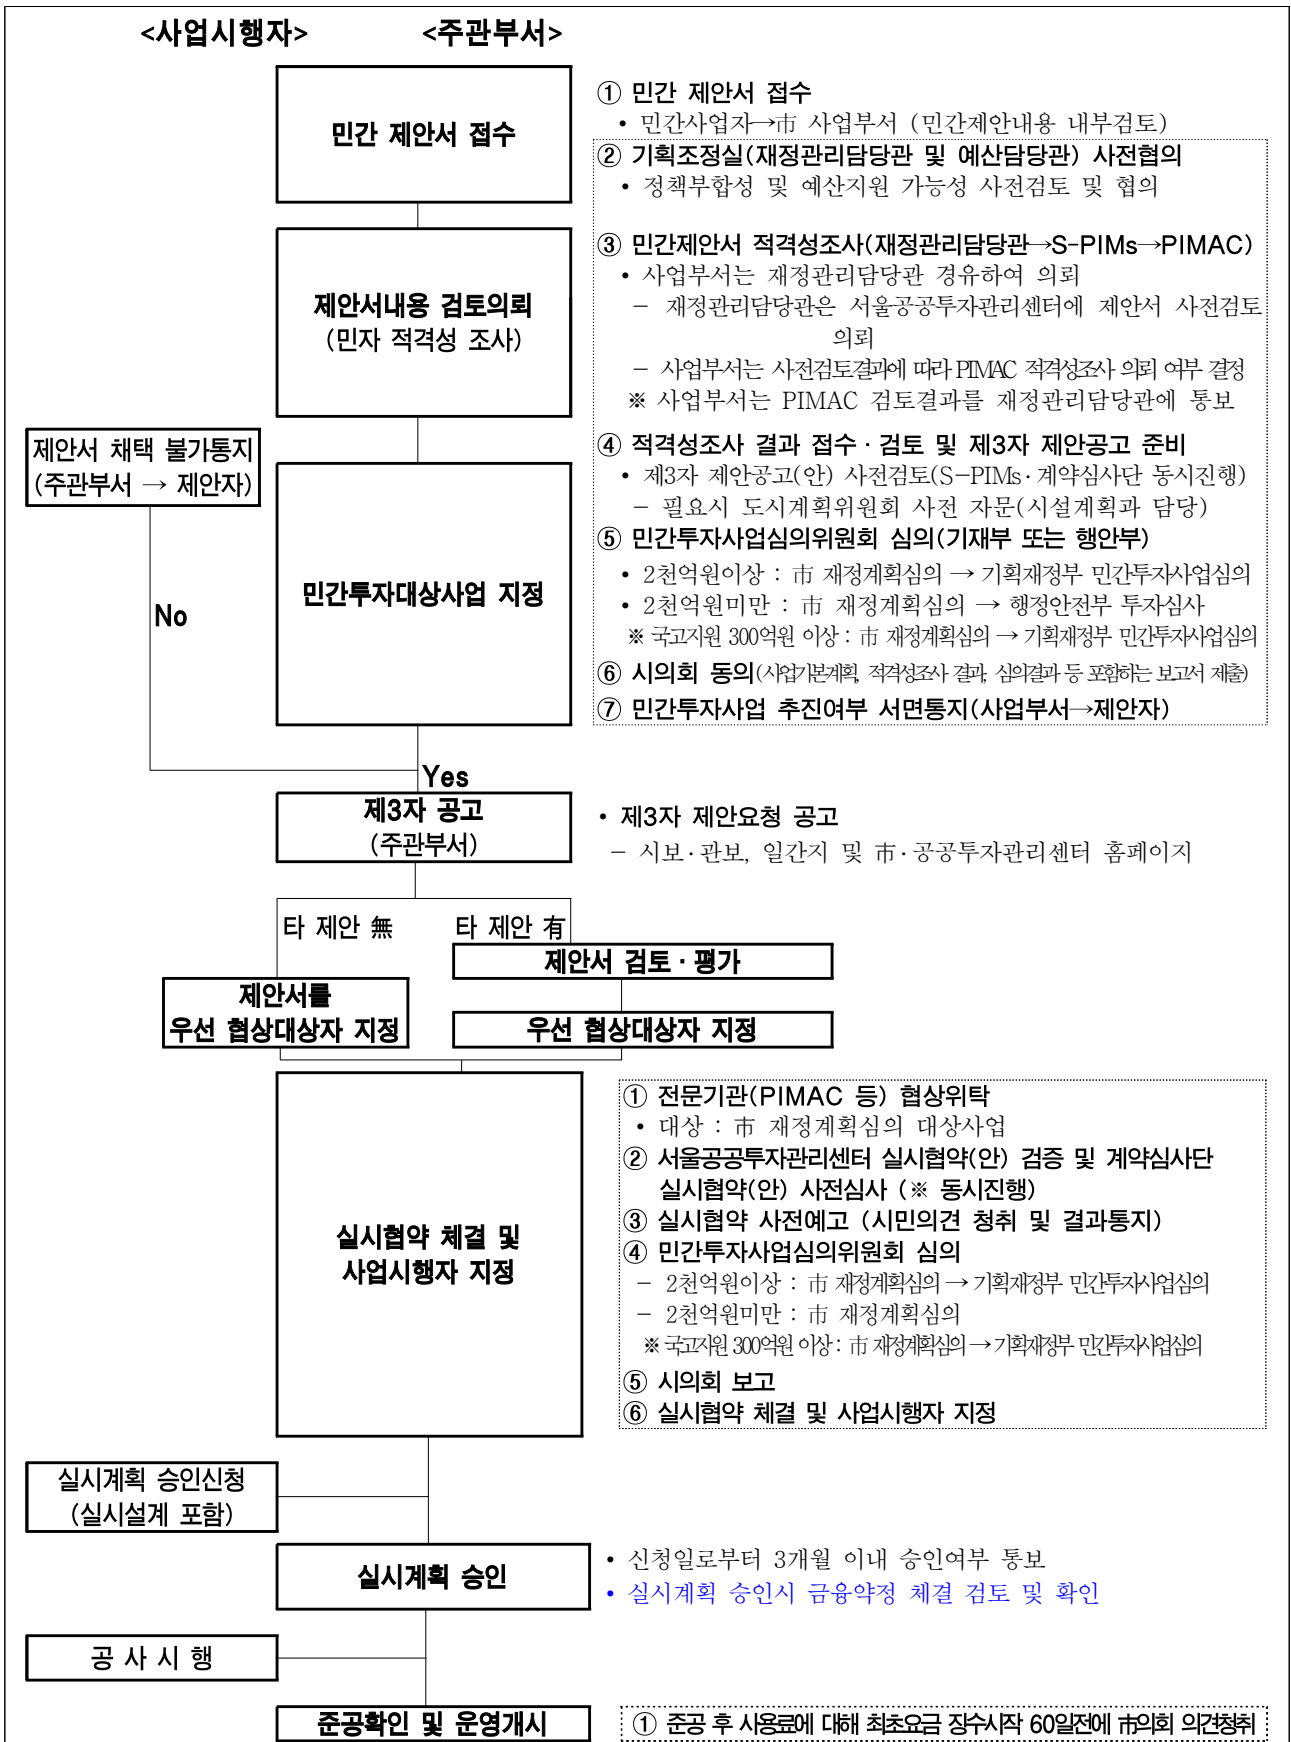 <사업시행자> <주관부서>
민간 제안서 접수
① 민간 제안서 접수
• 민간사업자→市 사업부서 (민간제안내용 내부검토)
② 기획조정실(재정관리담당관 및 예산담당관) 사전협의
• 정책부합성 및 예산지원 가능성 사전검토 및 협의
제안서내용 검토의뢰
(민자 적격성 조사)
③ 민간제안서 적격성조사(재정관리담당관→S-PIMs→PIMAC)
• 사업부서는 재정관리담당관 경유하여 의뢰
− 재정관리담당관은 서울공공투자관리센터에 제안서 사전검토
의뢰
− 사업부서는 사전검토결과에 따라 PIMAC 적격성조사 의뢰 여부 결정
※ 사업부서는 PIMAC 검토결과를 재정관리담당관에 통보
제안서 채택 불가통지
(주관부서 → 제안자)
No
민간투자대상사업 지정
④ 적격성조사 결과 접수·검토 및 제3자 제안공고 준비
• 제3자 제안공고(안) 사전검토(S-PIMs·계약심사단 동시진행)
− 필요시 도시계획위원회 사전 자문(시설계획과 담당)
⑤ 민간투자사업심의위원회 심의(기재부 또는 행안부)
• 2천억원이상 : 市 재정계획심의 → 기획재정부 민간투자사업심의
• 2천억원미만 : 市 재정계획심의 → 행정안전부 투자심사
※ 국고지원 300억원 이상 : 市 재정계획심의 → 기획재정부 민간투자사업심의
⑥ 시의회 동의(사업기본계획, 적격성조사 결과, 심의결과 등 포함하는 보고서 제출)
⑦ 민간투자사업 추진여부 서면통지(사업부서→제안자)
Yes
제3자 공고
(주관부서)
• 제3자 제안요청 공고
− 시보·관보, 일간지 및 市·공공투자관리센터 홈페이지
타 제안 無 타 제안 有
제안서 검토·평가
제안서를
우선 협상대상자 지정
우선 협상대상자 지정
실시협약 체결 및
사업시행자 지정
① 전문기관(PIMAC 등) 협상위탁
• 대상 : 市 재정계획심의 대상사업
② 서울공공투자관리센터 실시협약(안) 검증 및 계약심사단
실시협약(안) 사전심사 (※ 동시진행)
③ 실시협약 사전예고 (시민의견 청취 및 결과통지)
④ 민간투자사업심의위원회 심의
− 2천억원이상 : 市 재정계획심의 → 기획재정부 민간투자사업심의
− 2천억원미만 : 市 재정계획심의
※ 국고지원 300억원 이상 : 市 재정계획심의 → 기획재정부 민간투자사업심의
⑤ 시의회 보고
⑥ 실시협약 체결 및 사업시행자 지정
실시계획 승인신청
(실시설계 포함)
실시계획 승인
• 신청일로부터 3개월 이내 승인여부 통보
• 실시계획 승인시 금융약정 체결 검토 및 확인
공 사 시 행
준공확인 및 운영개시
① 준공 후 사용료에 대해 최초요금 징수시작 60일전에 市의회 의견청취